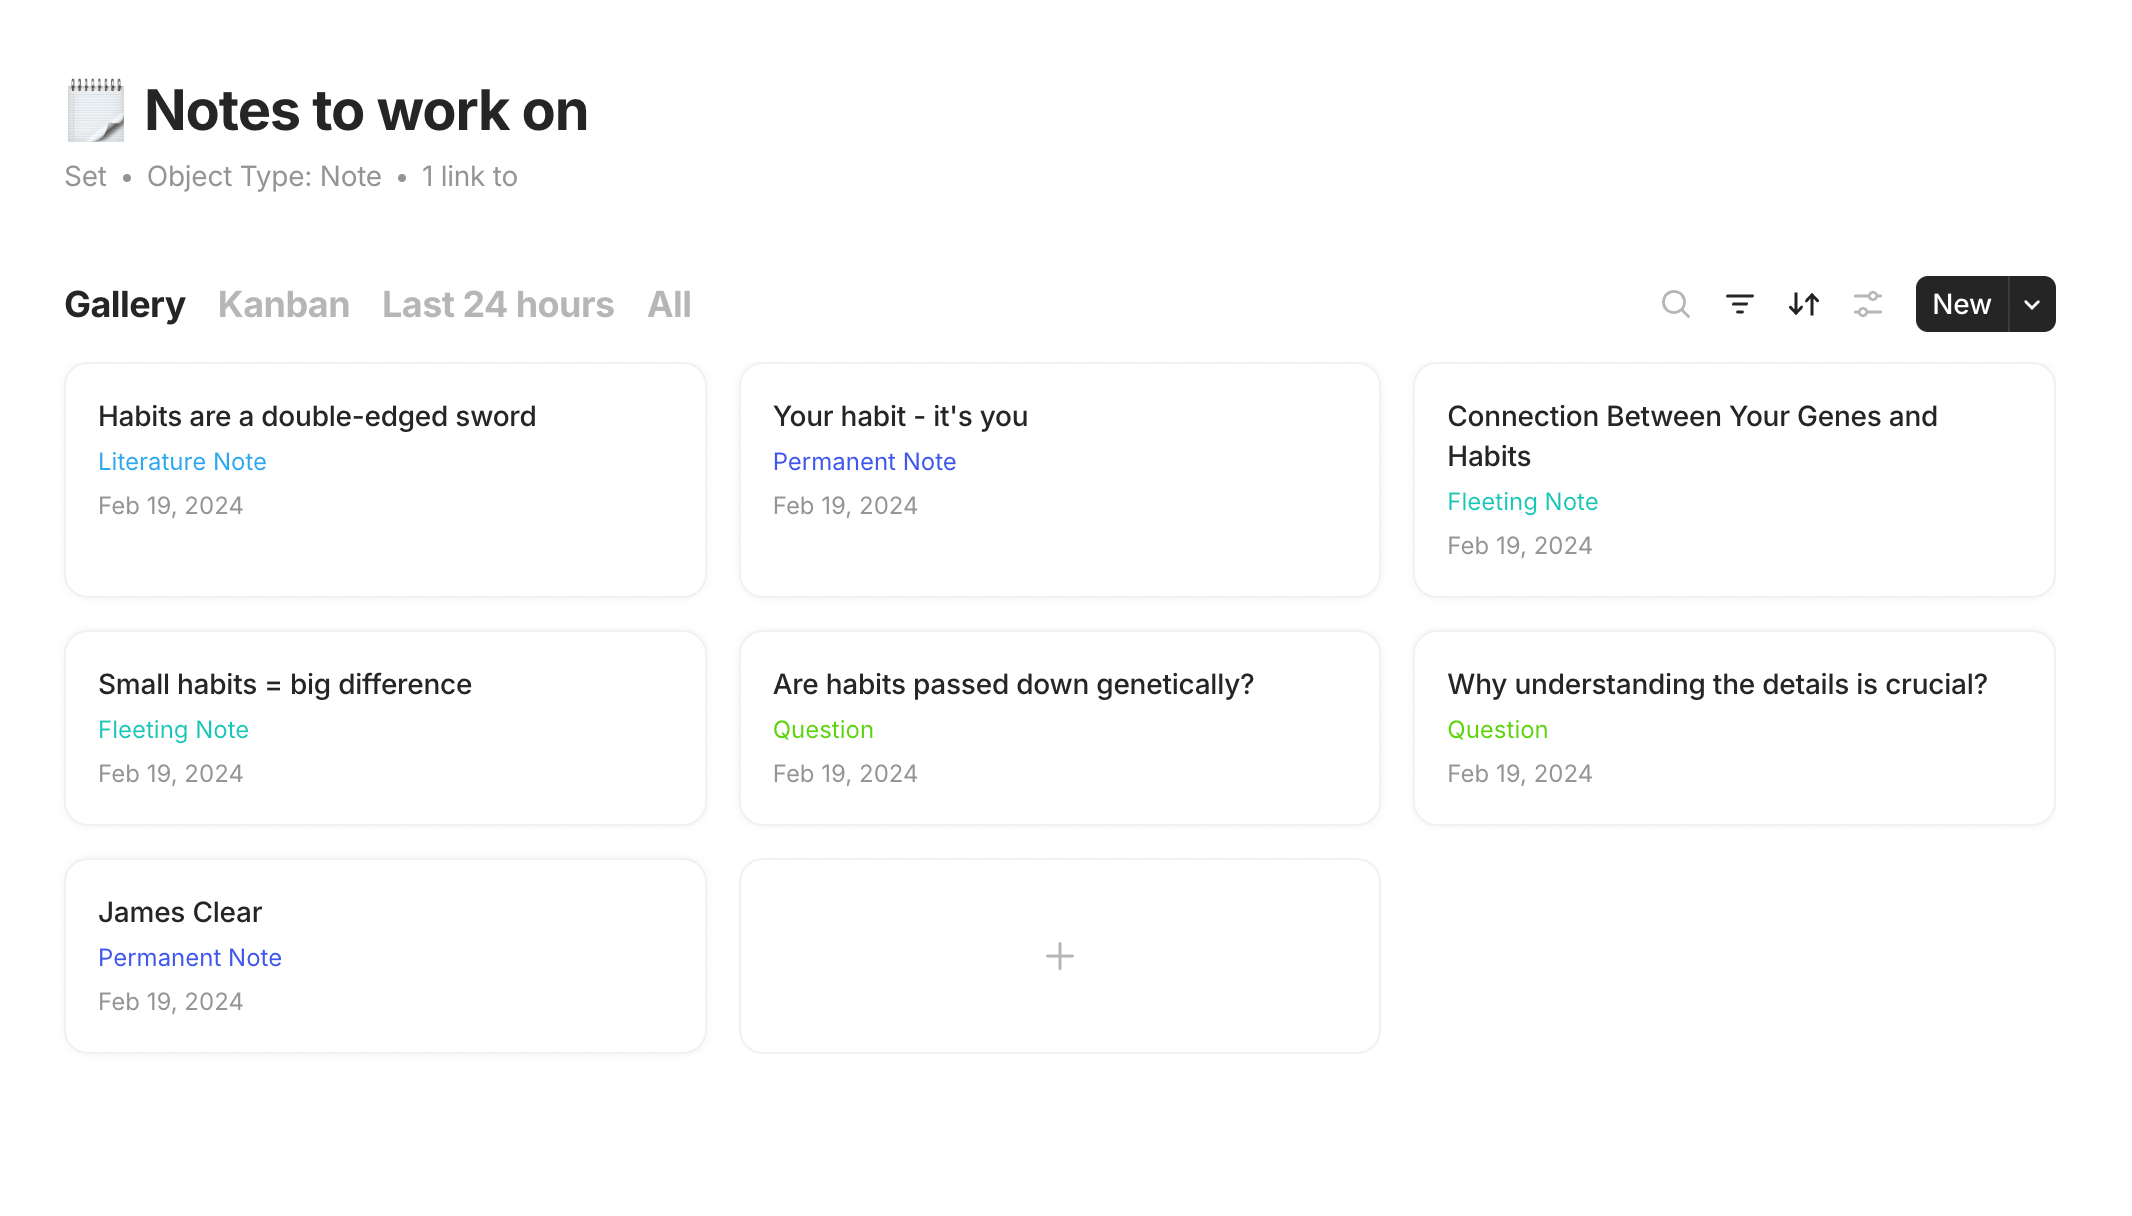 Notes to work on
Set • Object Type: Note • 1 link to
Gallery Kanban Last 24 hours All New
Habits are a double-edged sword
Literature Note
Feb 19, 2024
Your habit - it's you
Permanent Note
Feb 19, 2024
Connection Between Your Genes and
Habits
Fleeting Note
Feb 19, 2024
Small habits = big difference
Fleeting Note
Feb 19, 2024
Are habits passed down genetically?
Question
Feb 19, 2024
Why understanding the details is crucial?
Question
Feb 19, 2024
James Clear
Permanent Note
Feb 19, 2024